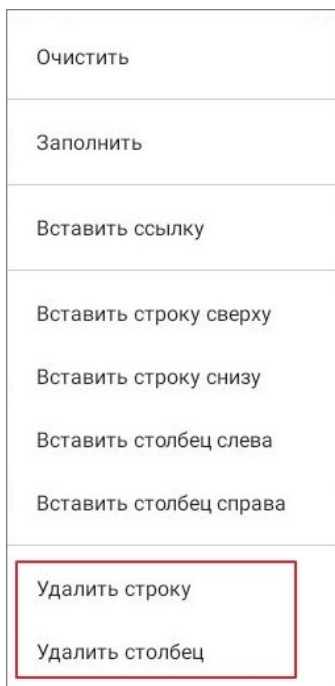 Очистить
Заполнить
Вставить ссылку
Вставить строку сверху
Вставить строку снизу
Вставить столбец слева
Вставить столбец справа
Удалить строку
Удалить столбец